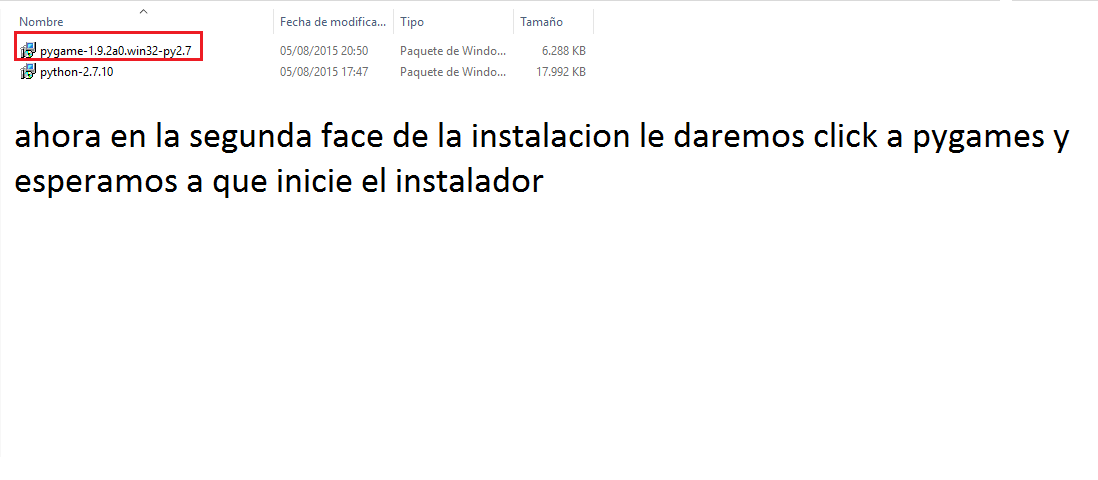 Nombre Fecha de modifica... Tipo Tamaño
pygame-1.9.2a0.win32-py2.7 05/08/2015 20:50 Paquete de Windo... 6.288 KB
python-2.7.10 05/08/2015 17:47 Paquete de Windo... 17.992 KB
ahora en la segunda face de la instalacion le daremos click a pygames y
esperamos a que inicie el instalador